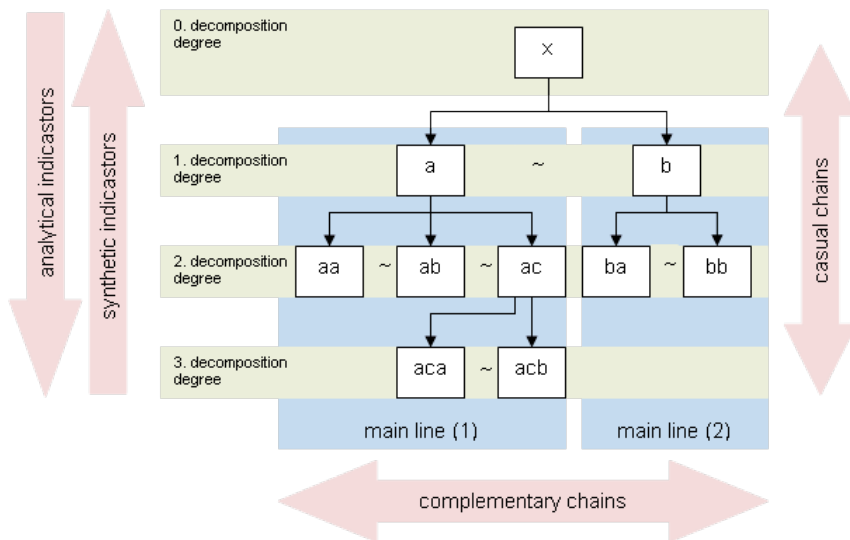 0. decomposition
degree
x
1. decomposition
degree
a
~
b
2. decomposition
degree
aa
~
ab
~
ac
ba
~
bb
3. decomposition
degree
aca
~
acb
main line (1)
main line (2)
complementary chains
analytical indicastors
synthetic indicastors
casual chains